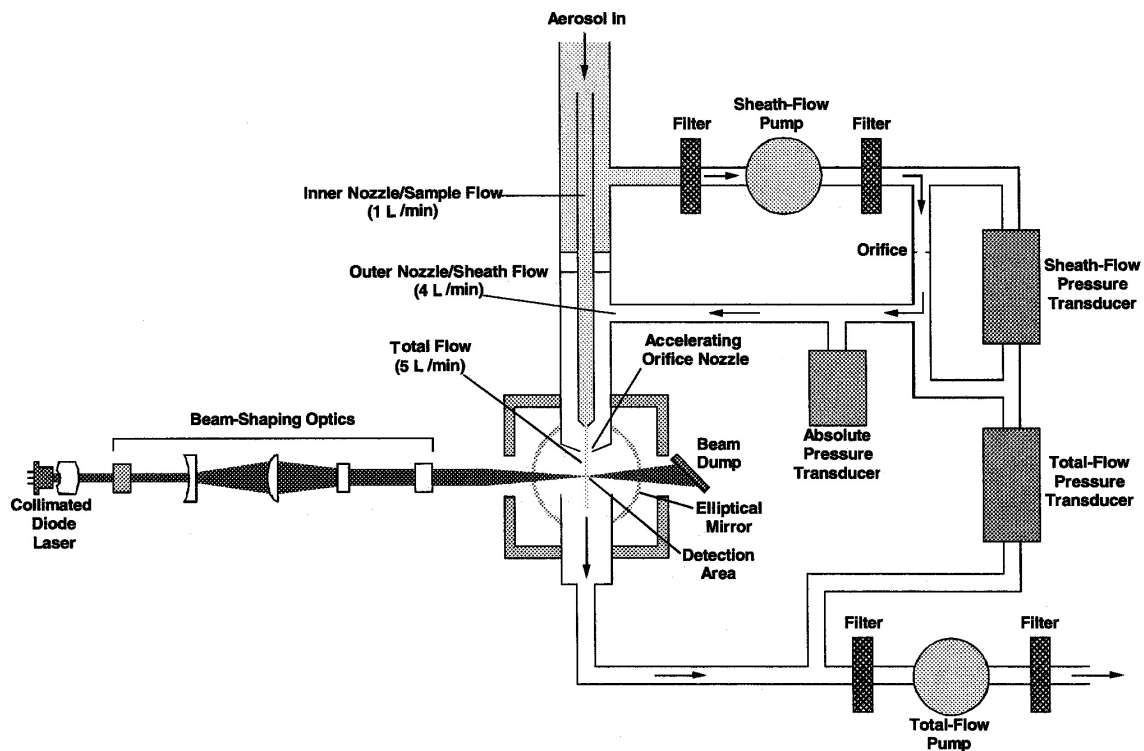 Aerosol In
Filter
Sheath-Flow
Pump
Filter
Inner Nozzle/Sample Flow
(1 L /min)
Orifice
Outer Nozzle/Sheath Flow
(4 L /min)
Sheath-Flow
Pressure
Transducer
Total Flow
(5 L /min)
Accelerating
Orifice Nozzle
Beam-Shaping Optics
Beam
Dump
Absolute
Pressure
Transducer
Total-Flow
Pressure
Transducer
Collimated
Diode
Laser
Elliptical
Mirror
Detection
Area
Filter
Filter
Total-Flow
Pump